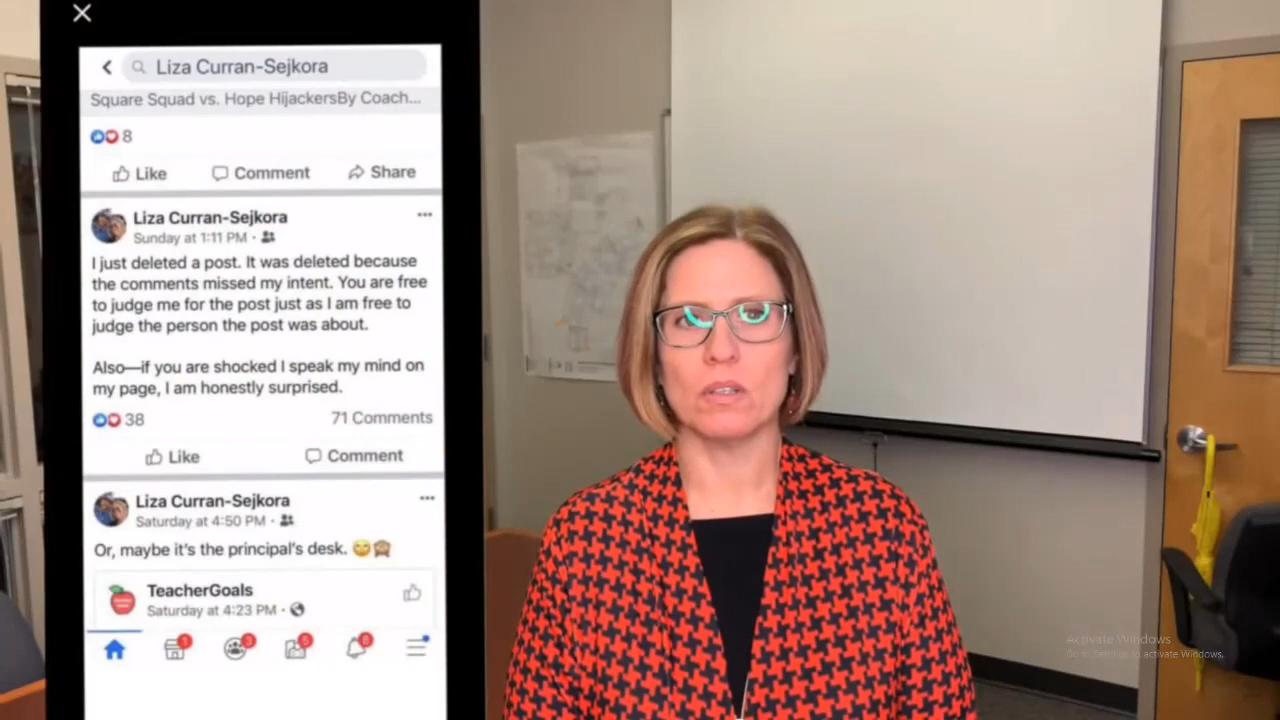 Liza Curran-Sejkora
Square Squad vs. Hope HijackersBy Coach...
8
Like Comment Share
Liza Curran-Sejkora
Sunday at 1:11 PM ·
I just deleted a post. It was deleted because
the comments missed my intent. You are free
to judge me for the post just as I am free to
judge the person the post was about.
Also—if you are shocked I speak my mind on
my page, I am honestly surprised.
38 71 Comments
Like Comment
Liza Curran-Sejkora
Saturday at 4:50 PM ·
Or, maybe it's the principal's desk. 🙄🙈
TeacherGoals
Saturday at 4:23 PM ·
1 3 5
Activate Windows
Go to Settings to activate Windows.